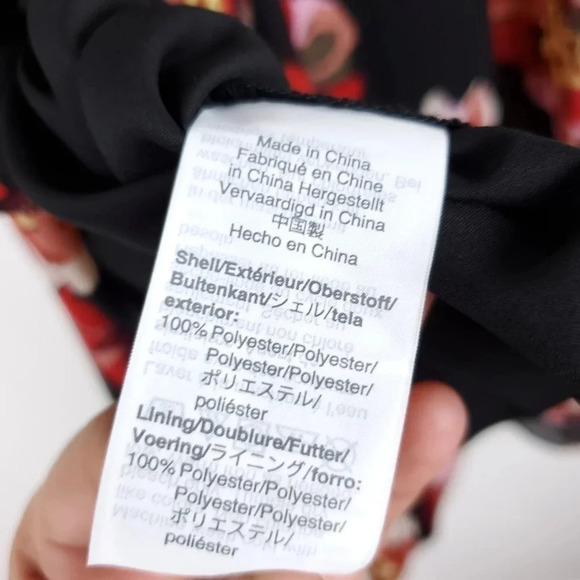 Made in China
Fabriqué en Chine
in China Hergestellt
Vervaardigd in China
中国製
Hecho en China
Shell/Extérieur/Oberstoff/
Buitenkant/シェル/tela
exterior:
100% Polyester/Polyester/
Polyester/Polyester/
ポリエステル/
poliéster
Lining/Doublure/Futter/
Voering/ライニング/forro:
100% Polyester/Polyester/
Polyester/Polyester/
ポリエステル/
poliéster